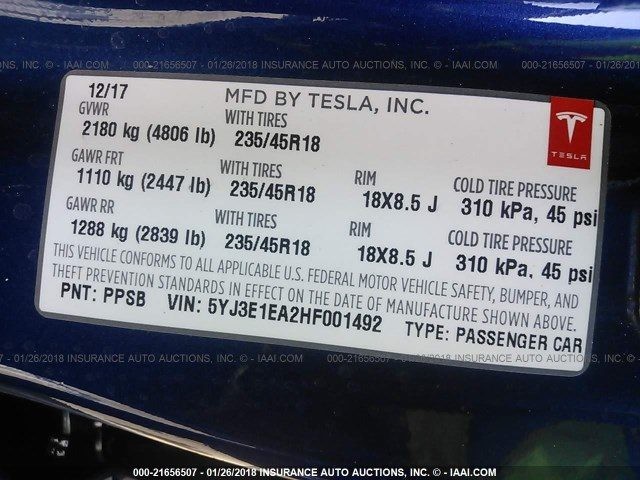 000-21656507 01/26/2018 INSURANCE AUTO AUCTIONS, INC. © - IAAI.COM
12/17 MFD BY TESLA, INC.
GVWR WITH TIRES
2180 kg (4806 lb) 235/45R18
TESLA
GAWR FRT WITH TIRES RIM COLD TIRE PRESSURE
1110 kg (2447 lb) 235/45R18 18X8.5 J 310 kPa, 45 psi
GAWR RR WITH TIRES RIM COLD TIRE PRESSURE
1288 kg (2839 lb) 235/45R18 18X8.5 J 310 kPa, 45 psi
THIS VEHICLE CONFORMS TO ALL APPLICABLE U.S. FEDERAL MOTOR VEHICLE SAFETY, BUMPER, AND
THEFT PREVENTION STANDARDS IN EFFECT ON THE DATE OF MANUFACTURE SHOWN ABOVE.
PNT: PPSB VIN: 5YJ3E1EA2HF001492 TYPE: PASSENGER CAR
000-21656507 01/26/2018 INSURANCE AUTO AUCTIONS, INC. © - IAAI.COM